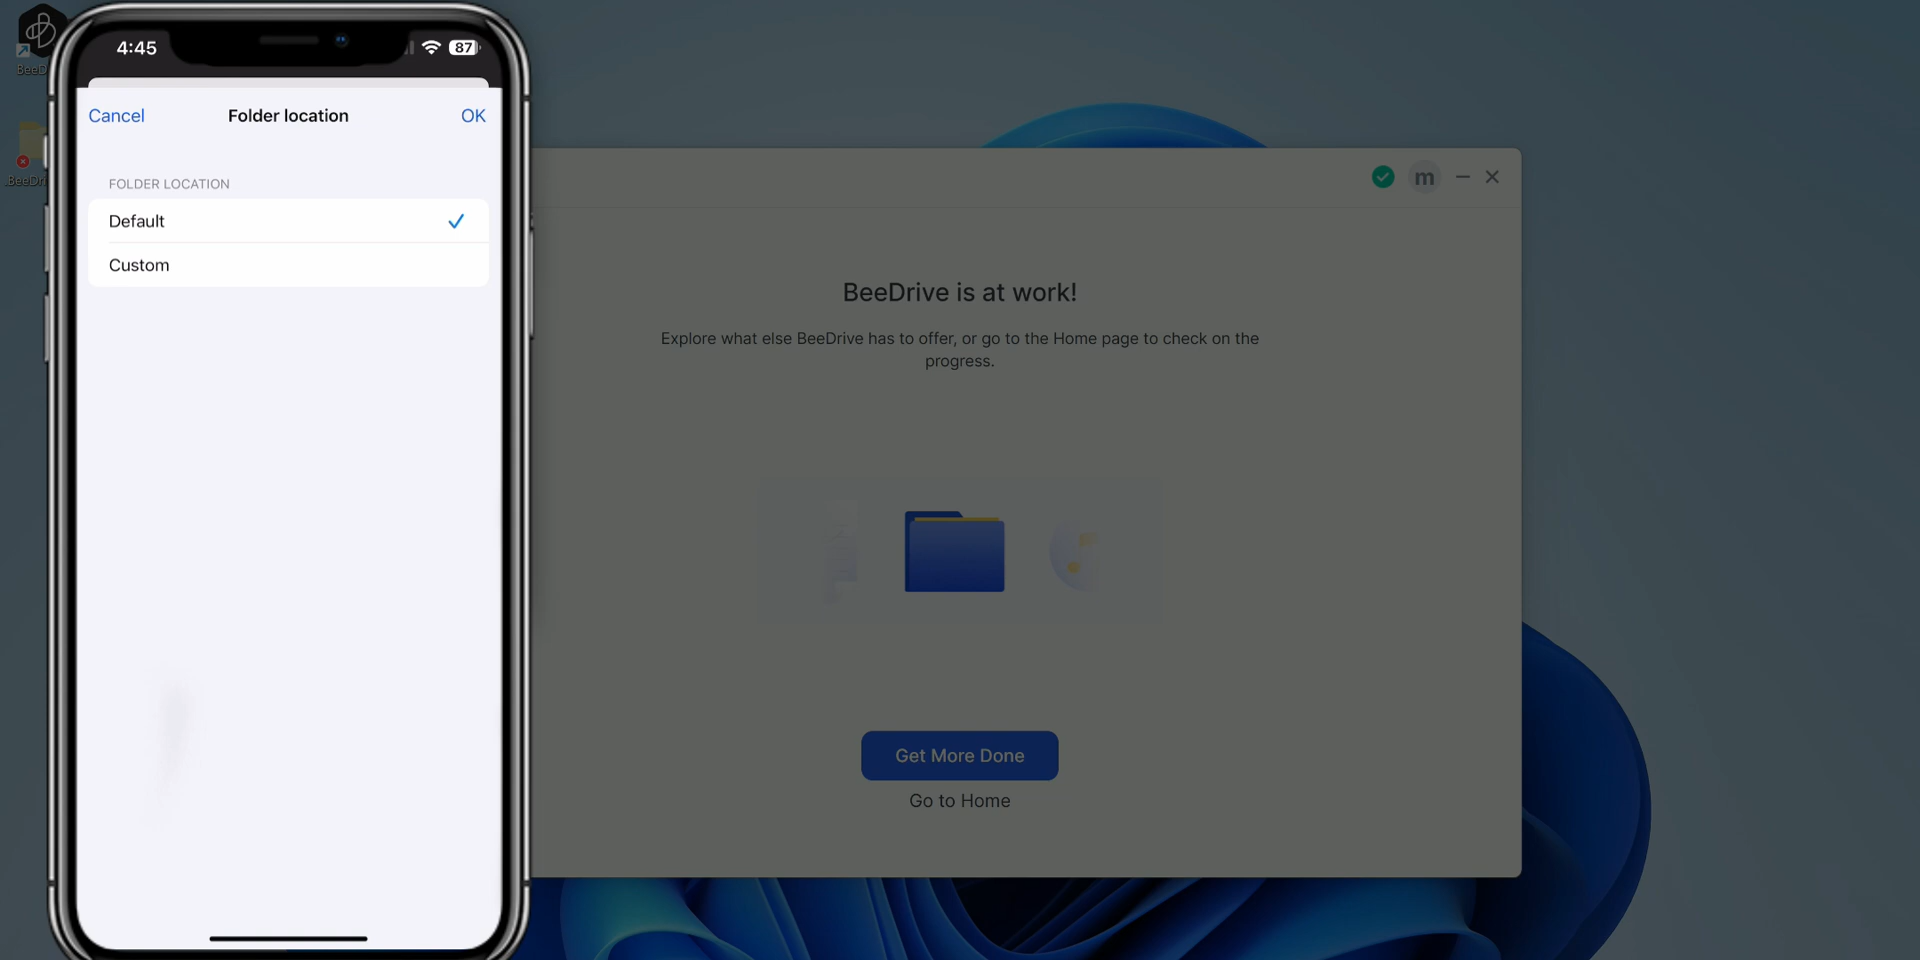 4:45
87
Cancel
Folder location
OK
FOLDER LOCATION
Default
Custom
m
BeeDrive is at work!
Explore what else BeeDrive has to offer, or go to the Home page to check on the
progress.
Get More Done
Go to Home